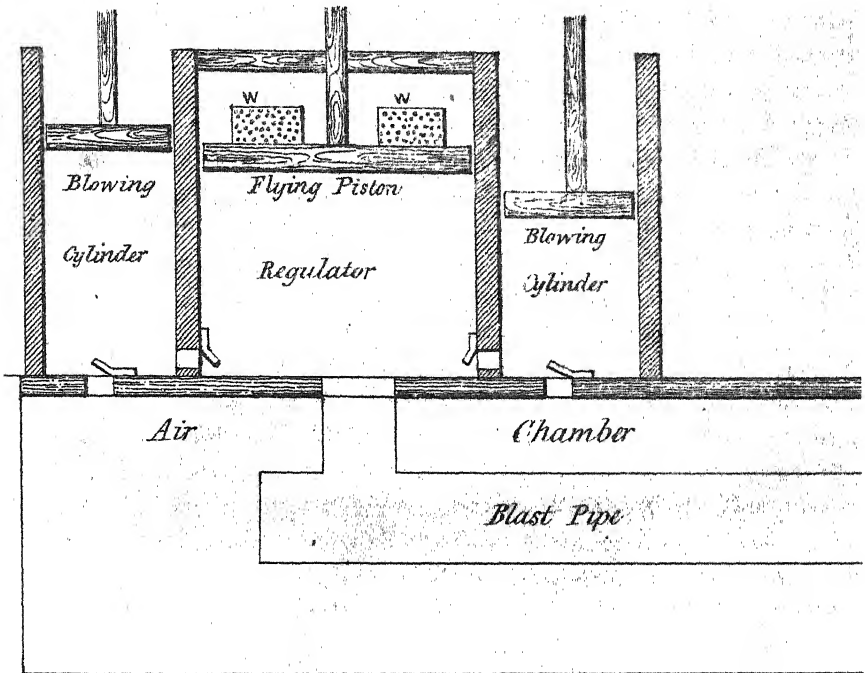 W
W
Blowing
Cylinder
Flying Piston
Regulator
Blowing
Cylinder
Air
Chamber
Blast Pipe